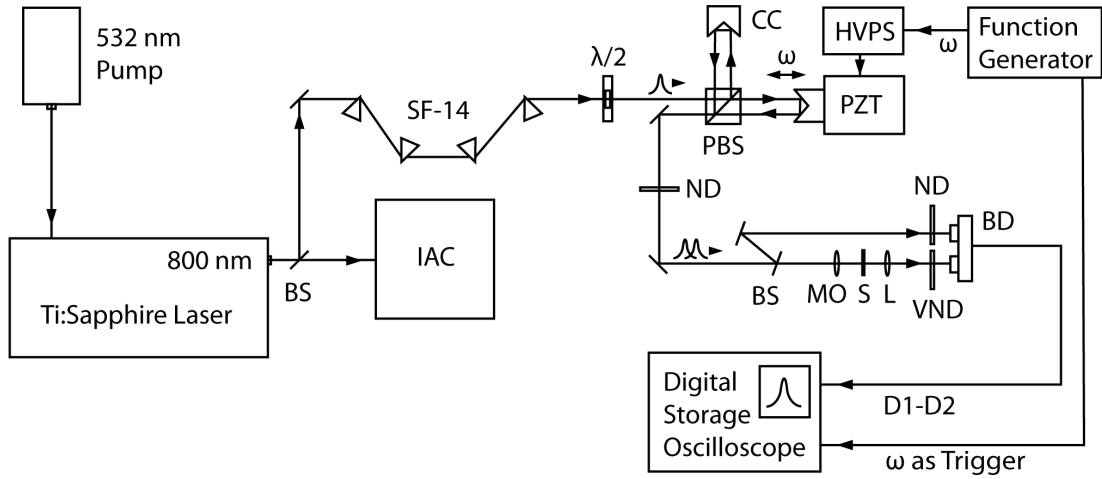 532 nm
Pump
800 nm
Ti:Sapphire Laser
BS
IAC
SF-14
λ/2
CC
PBS
ω
HVPS
PZT
ω
Function
Generator
ND
BS
MO
S
L
ND
BD
VND
Digital
Storage
Oscilloscope
D1-D2
ω as Trigger